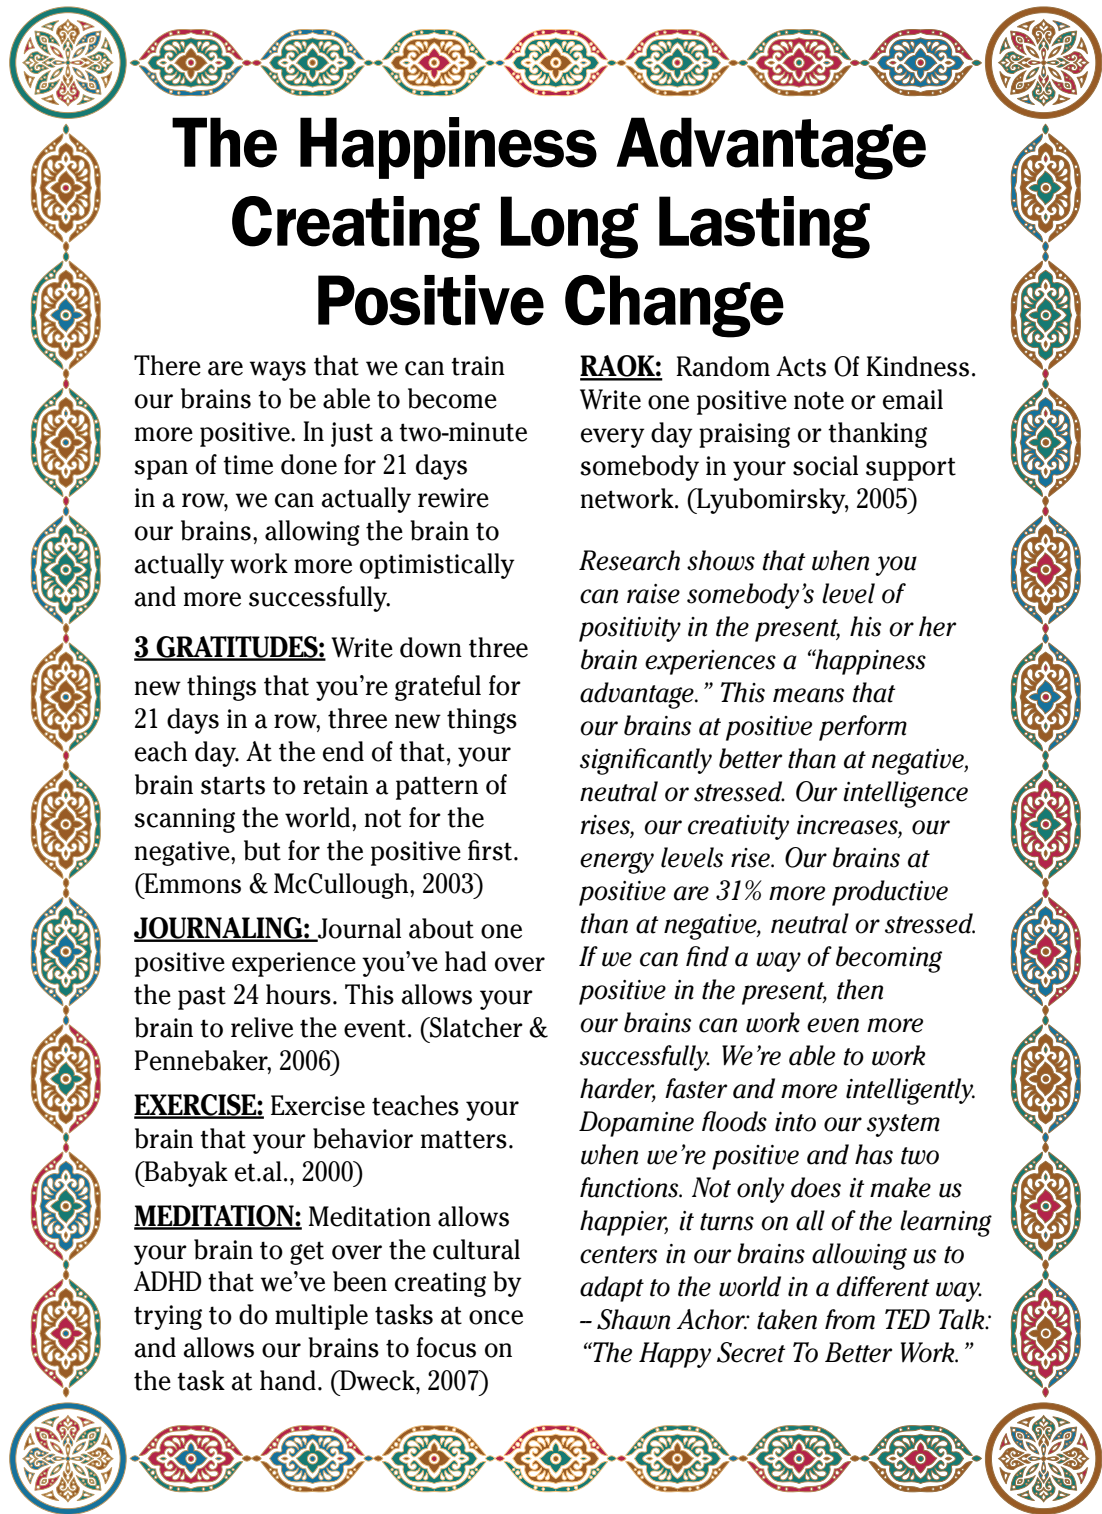 The Happiness Advantage
Creating Long Lasting
Positive Change
There are ways that we can train
our brains to be able to become
more positive. In just a two-minute
span of time done for 21 days
in a row, we can actually rewire
our brains, allowing the brain to
actually work more optimistically
and more successfully.
3 GRATITUDES: Write down three
new things that you’re grateful for
21 days in a row, three new things
each day. At the end of that, your
brain starts to retain a pattern of
scanning the world, not for the
negative, but for the positive first.
(Emmons & McCullough, 2003)
JOURNALING: Journal about one
positive experience you’ve had over
the past 24 hours. This allows your
brain to relive the event. (Slatcher &
Pennebaker, 2006)
EXERCISE: Exercise teaches your
brain that your behavior matters.
(Babyak et.al., 2000)
MEDITATION: Meditation allows
your brain to get over the cultural
ADHD that we’ve been creating by
trying to do multiple tasks at once
and allows our brains to focus on
the task at hand. (Dweck, 2007)
RAOK: Random Acts Of Kindness.
Write one positive note or email
every day praising or thanking
somebody in your social support
network. (Lyubomirsky, 2005)
Research shows that when you
can raise somebody’s level of
positivity in the present, his or her
brain experiences a “happiness
advantage.” This means that
our brains at positive perform
significantly better than at negative,
neutral or stressed. Our intelligence
rises, our creativity increases, our
energy levels rise. Our brains at
positive are 31% more productive
than at negative, neutral or stressed.
If we can find a way of becoming
positive in the present, then
our brains can work even more
successfully. We’re able to work
harder, faster and more intelligently.
Dopamine floods into our system
when we’re positive and has two
functions. Not only does it make us
happier, it turns on all of the learning
centers in our brains allowing us to
adapt to the world in a different way.
– Shawn Achor: taken from TED Talk:
“The Happy Secret To Better Work.”